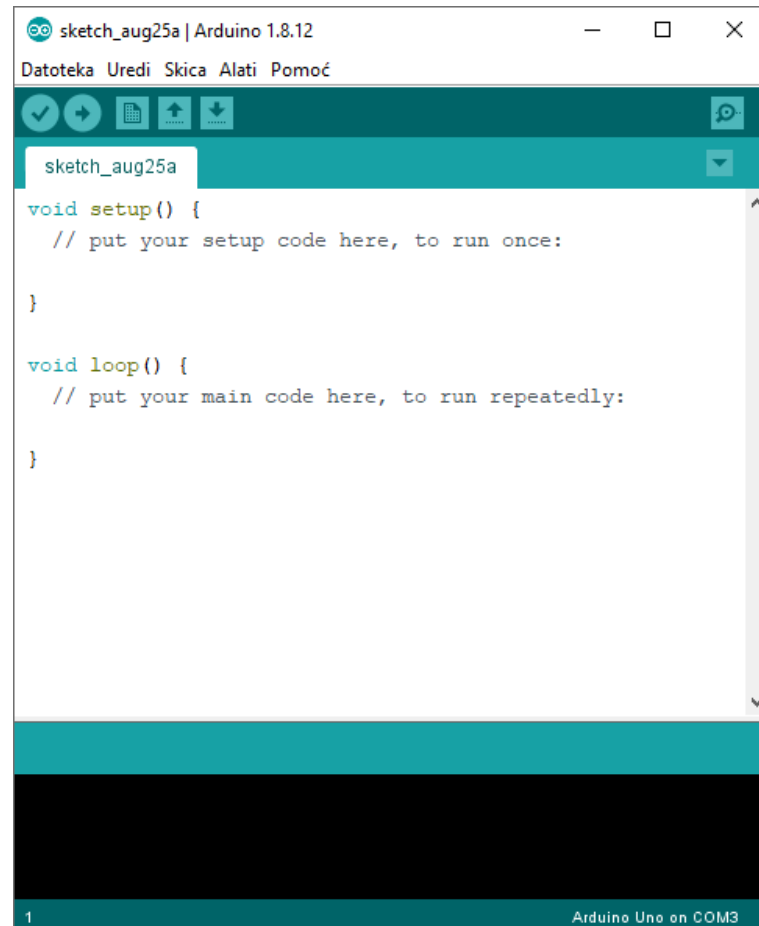 sketch_aug25a | Arduino 1.8.12
Datoteka Uredi Skica Alati Pomoć
sketch_aug25a
void setup() {
  // put your setup code here, to run once:
}
void loop() {
  // put your main code here, to run repeatedly:
}
1 Arduino Uno on COM3